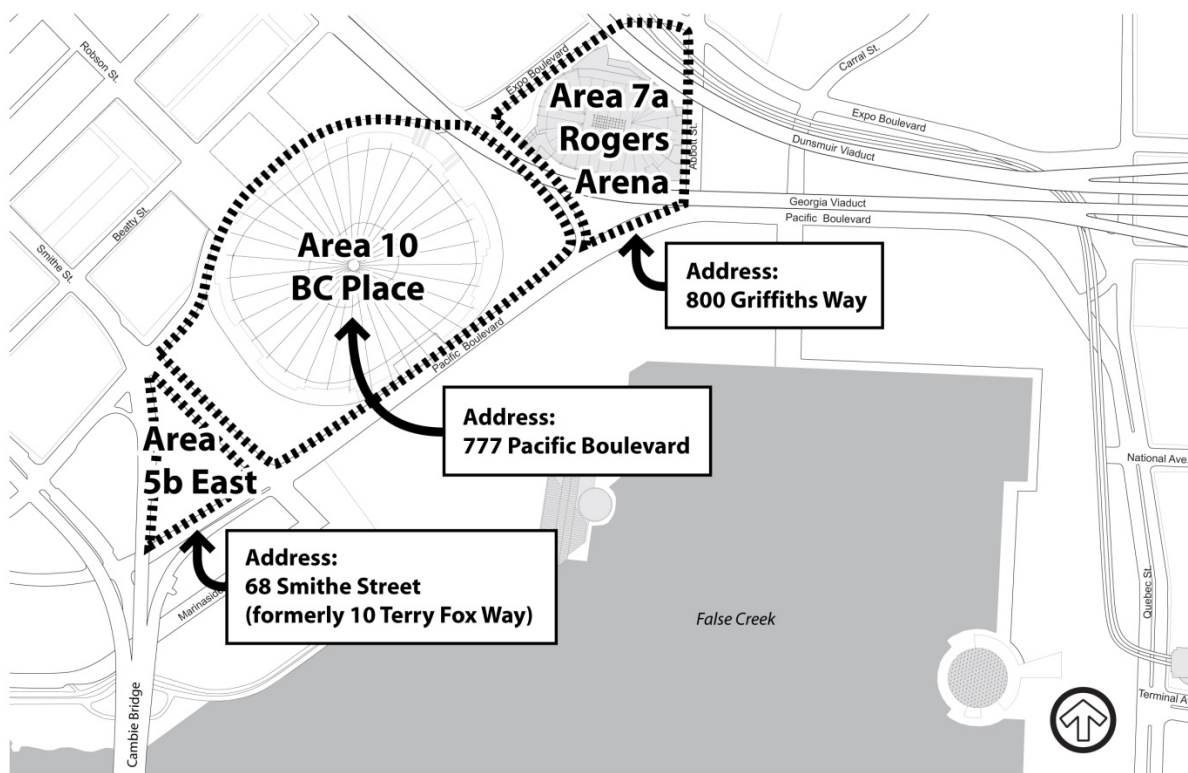 Robson St.
Expo Boulevard
Carral St.
Area 7a
Rogers
Arena
Expo Boulevard
Abbott St.
Dunsmuir Viaduct
Beatty St.
Georgia Viaduct
Pacific Boulevard
Smithe St.
Area 10
BC Place
Address:
800 Griffiths Way
Pacific Boulevard
Address:
777 Pacific Boulevard
Area
5b East
National Ave.
Address:
68 Smithe Street
(formerly 10 Terry Fox Way)
Marinaside
Quebec St.
False Creek
Cambie Bridge
Terminal A